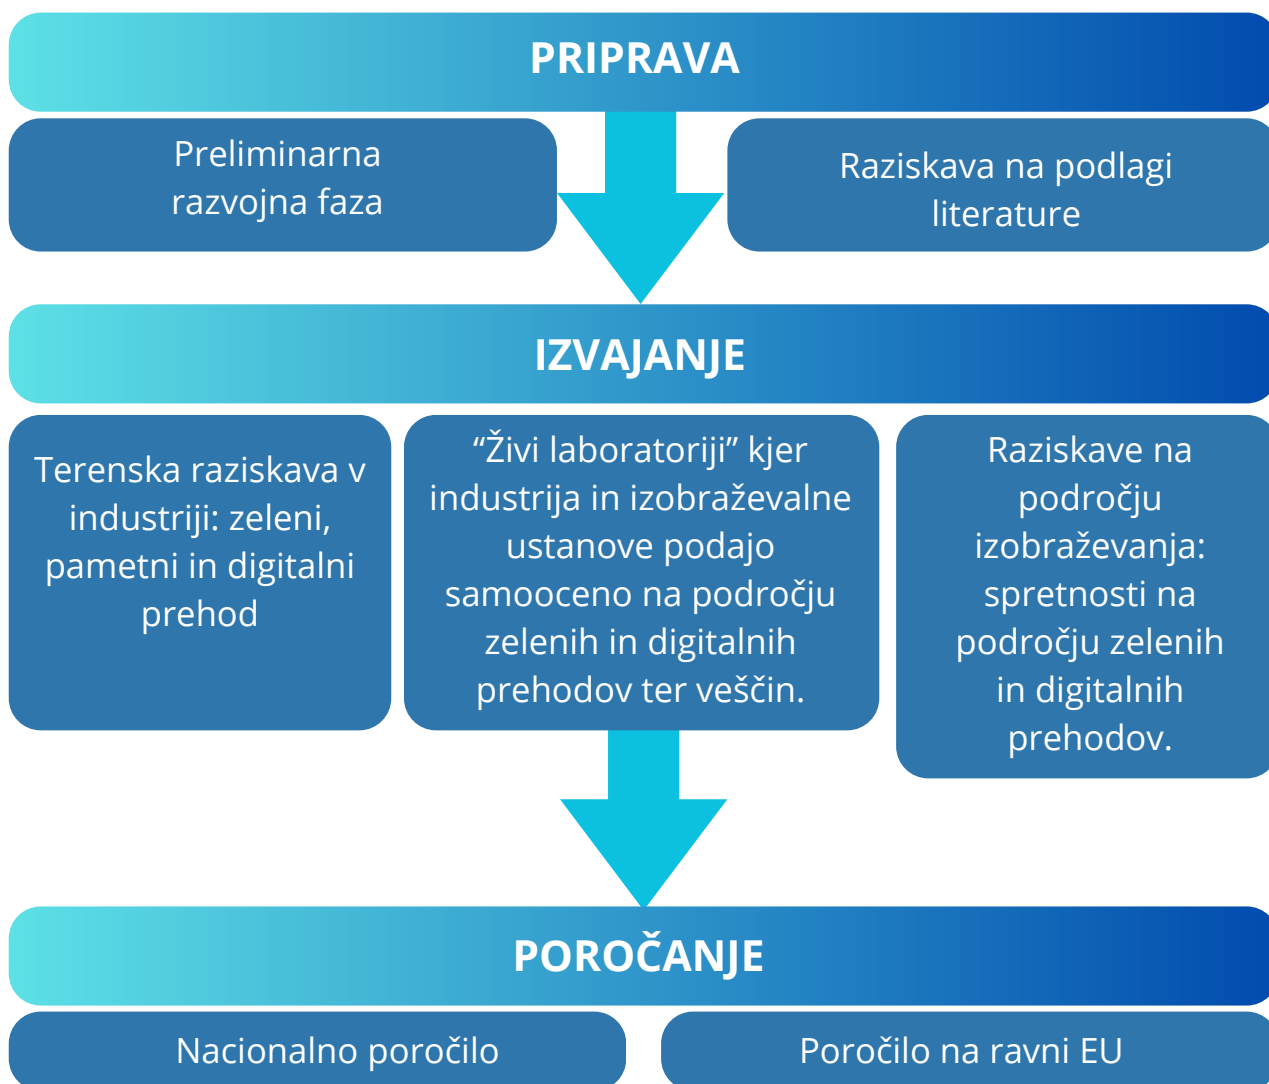 PRIPRAVA
Preliminarna
razvojna faza
Raziskava na podlagi
literature
IZVAJANJE
Terenska raziskava v
industriji: zeleni,
pametni in digitalni
prehod
“Živi laboratoriji” kjer
industrija in izobraževalne
ustanove podajo
samooceno na področju
zelenih in digitalnih
prehodov ter veščin.
Raziskave na
področju
izobraževanja:
spretnosti na
področju zelenih
in digitalnih
prehodov.
POROČANJE
Nacionalno poročilo
Poročilo na ravni EU